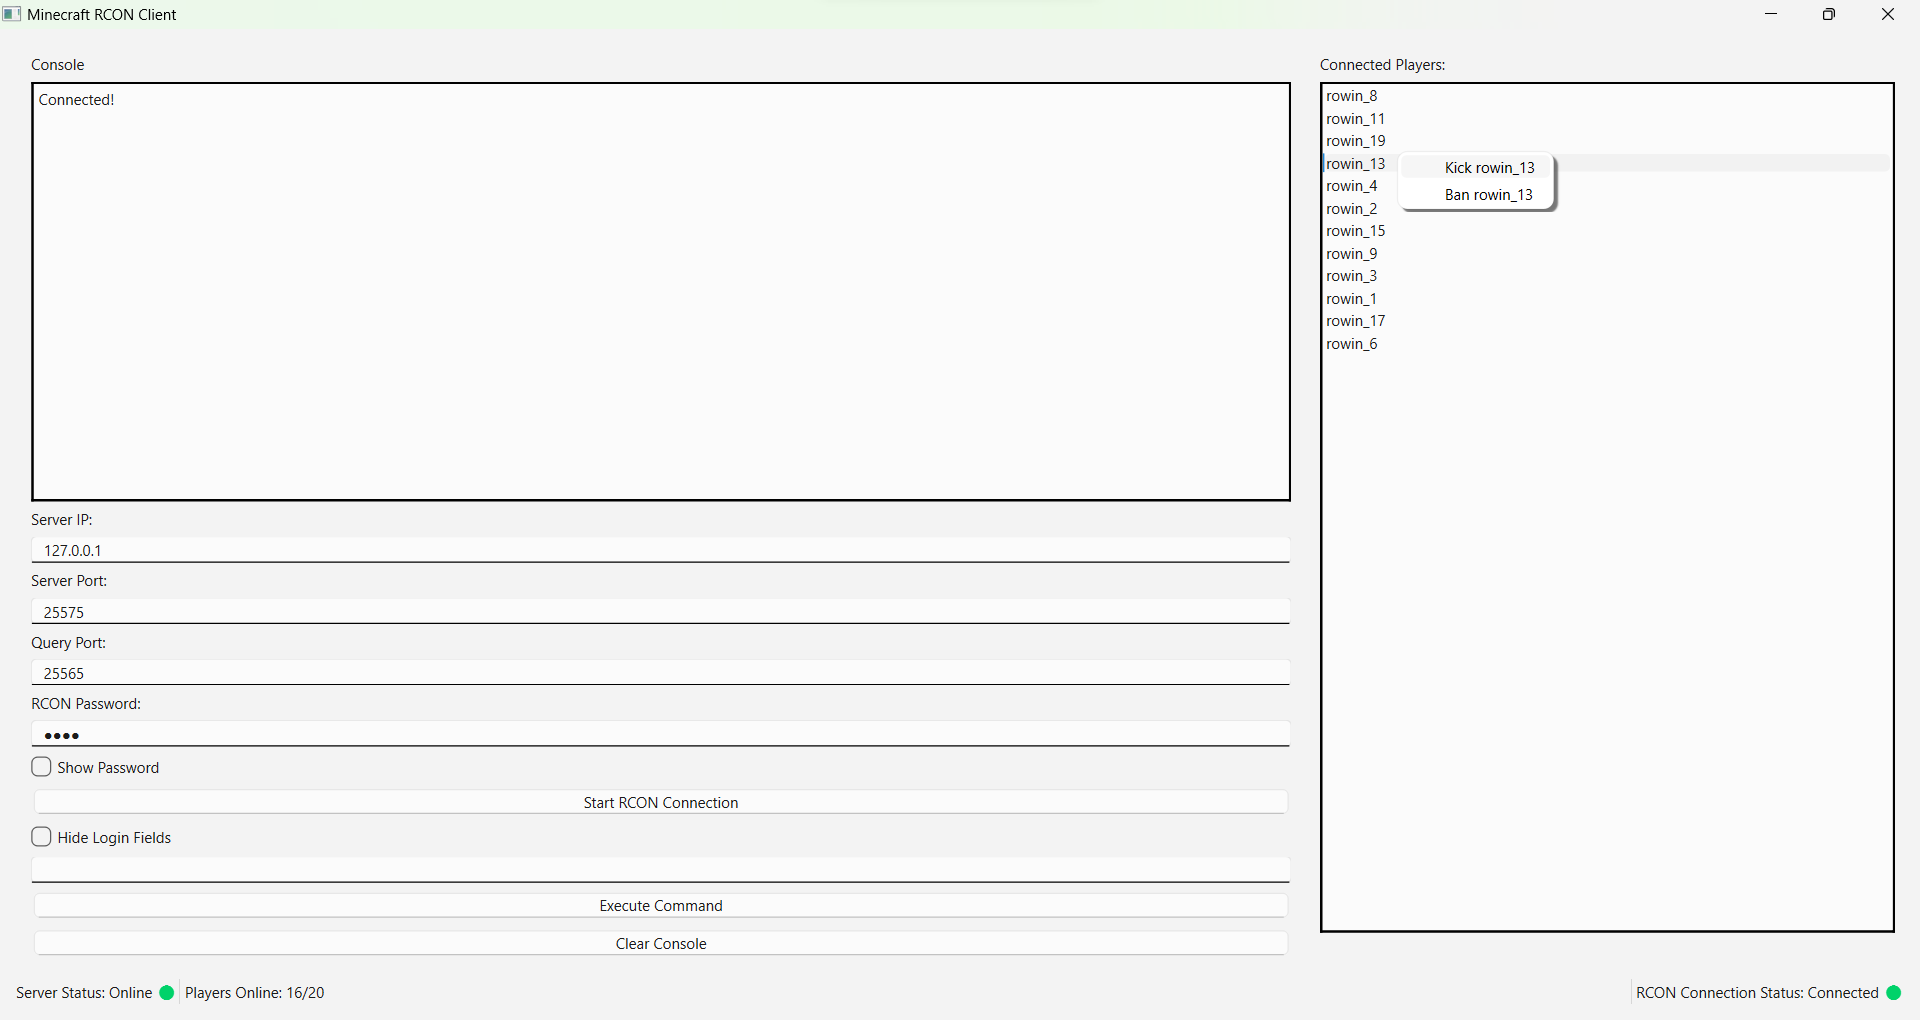 Minecraft RCON Client
Console
Connected!
Server IP:
127.0.0.1
Server Port:
25575
Query Port:
25565
RCON Password:
●●●●
Show Password
Start RCON Connection
Hide Login Fields
Execute Command
Clear Console
Connected Players:
rowin_8
rowin_11
rowin_19
rowin_13
Kick rowin_13
Ban rowin_13
rowin_4
rowin_2
rowin_15
rowin_9
rowin_3
rowin_1
rowin_17
rowin_6
Server Status: Online
Players Online: 16/20
RCON Connection Status: Connected